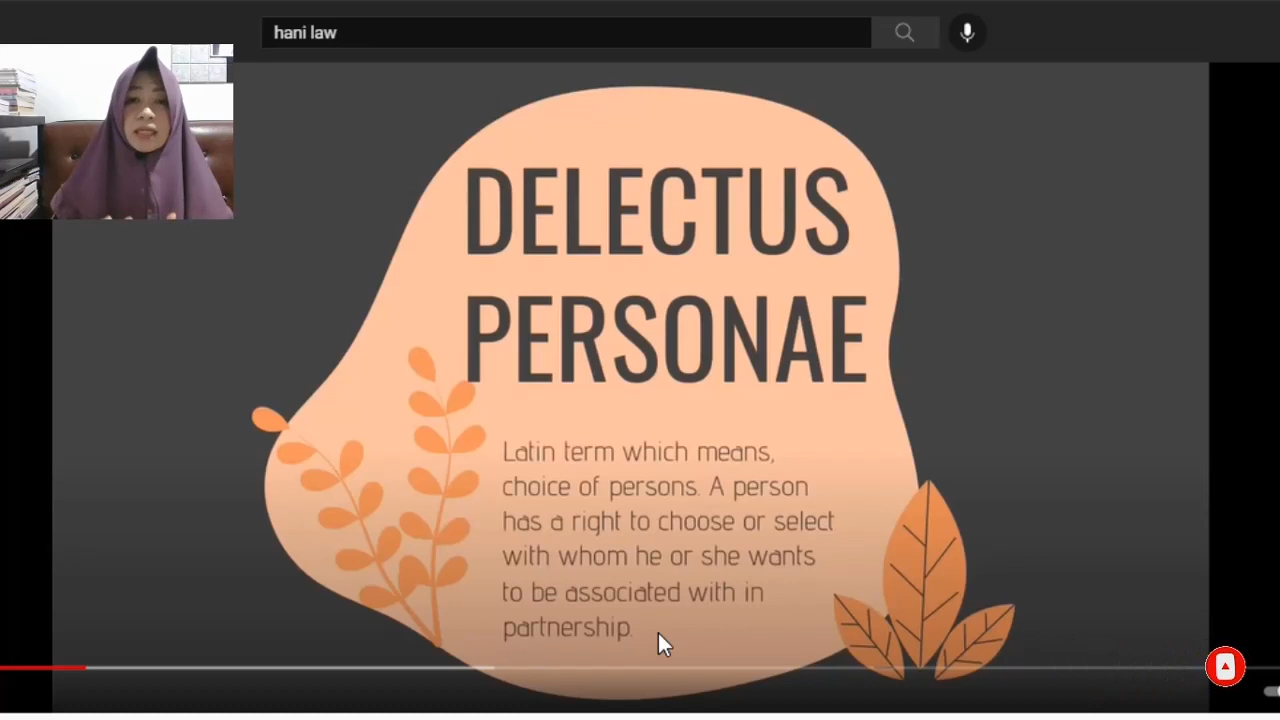 hani law
DELECTUS
PERSONAE
Latin term which means,
choice of persons. A person
has a right to choose or select
with whom he or she wants
to be associated with in
partnership.